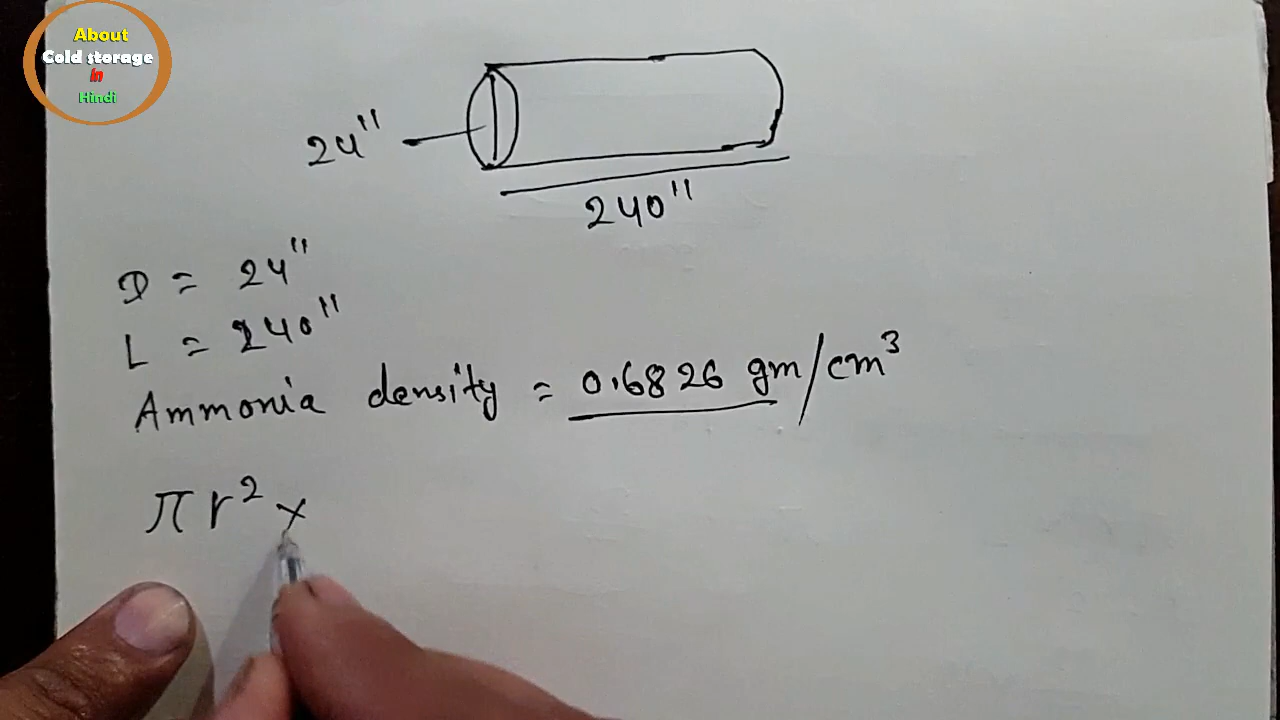 About
Cold storage
in
Hindi
24"
240"
D = 24"
L = 240"
Ammonia density = 0.6826 gm/cm³
πr² ×